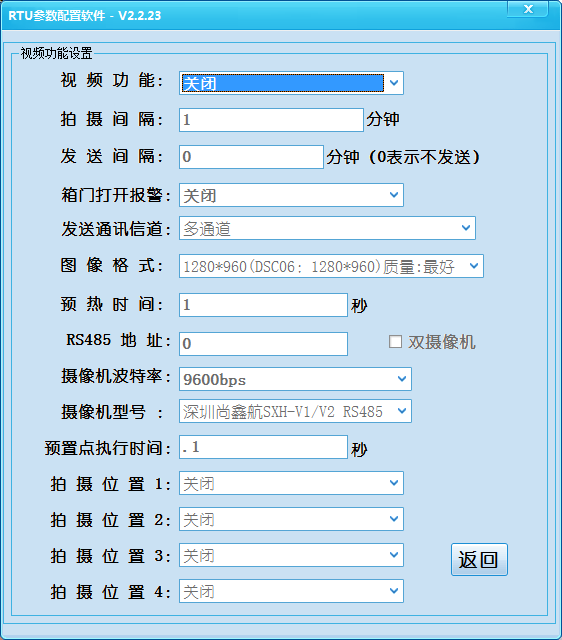 RTU参数配置软件 - V2.2.23
X
视频功能设置
视 频 功 能： 关闭
拍 摄 间 隔： 1 分钟
发 送 间 隔： 0 分钟（0表示不发送）
箱门打开报警： 关闭
发送通讯信道： 多通道
图 像 格 式： 1280*960(DSC06; 1280*960)质量:最好
预 热 时 间： 1 秒
RS485 地 址： 0 双摄像机
摄像机波特率： 9600bps
摄像机型号 ： 深圳尚鑫航SXH-V1/V2 RS485
预置点执行时间： .1 秒
拍 摄 位 置 1： 关闭
拍 摄 位 置 2： 关闭
拍 摄 位 置 3： 关闭
返回
拍 摄 位 置 4： 关闭